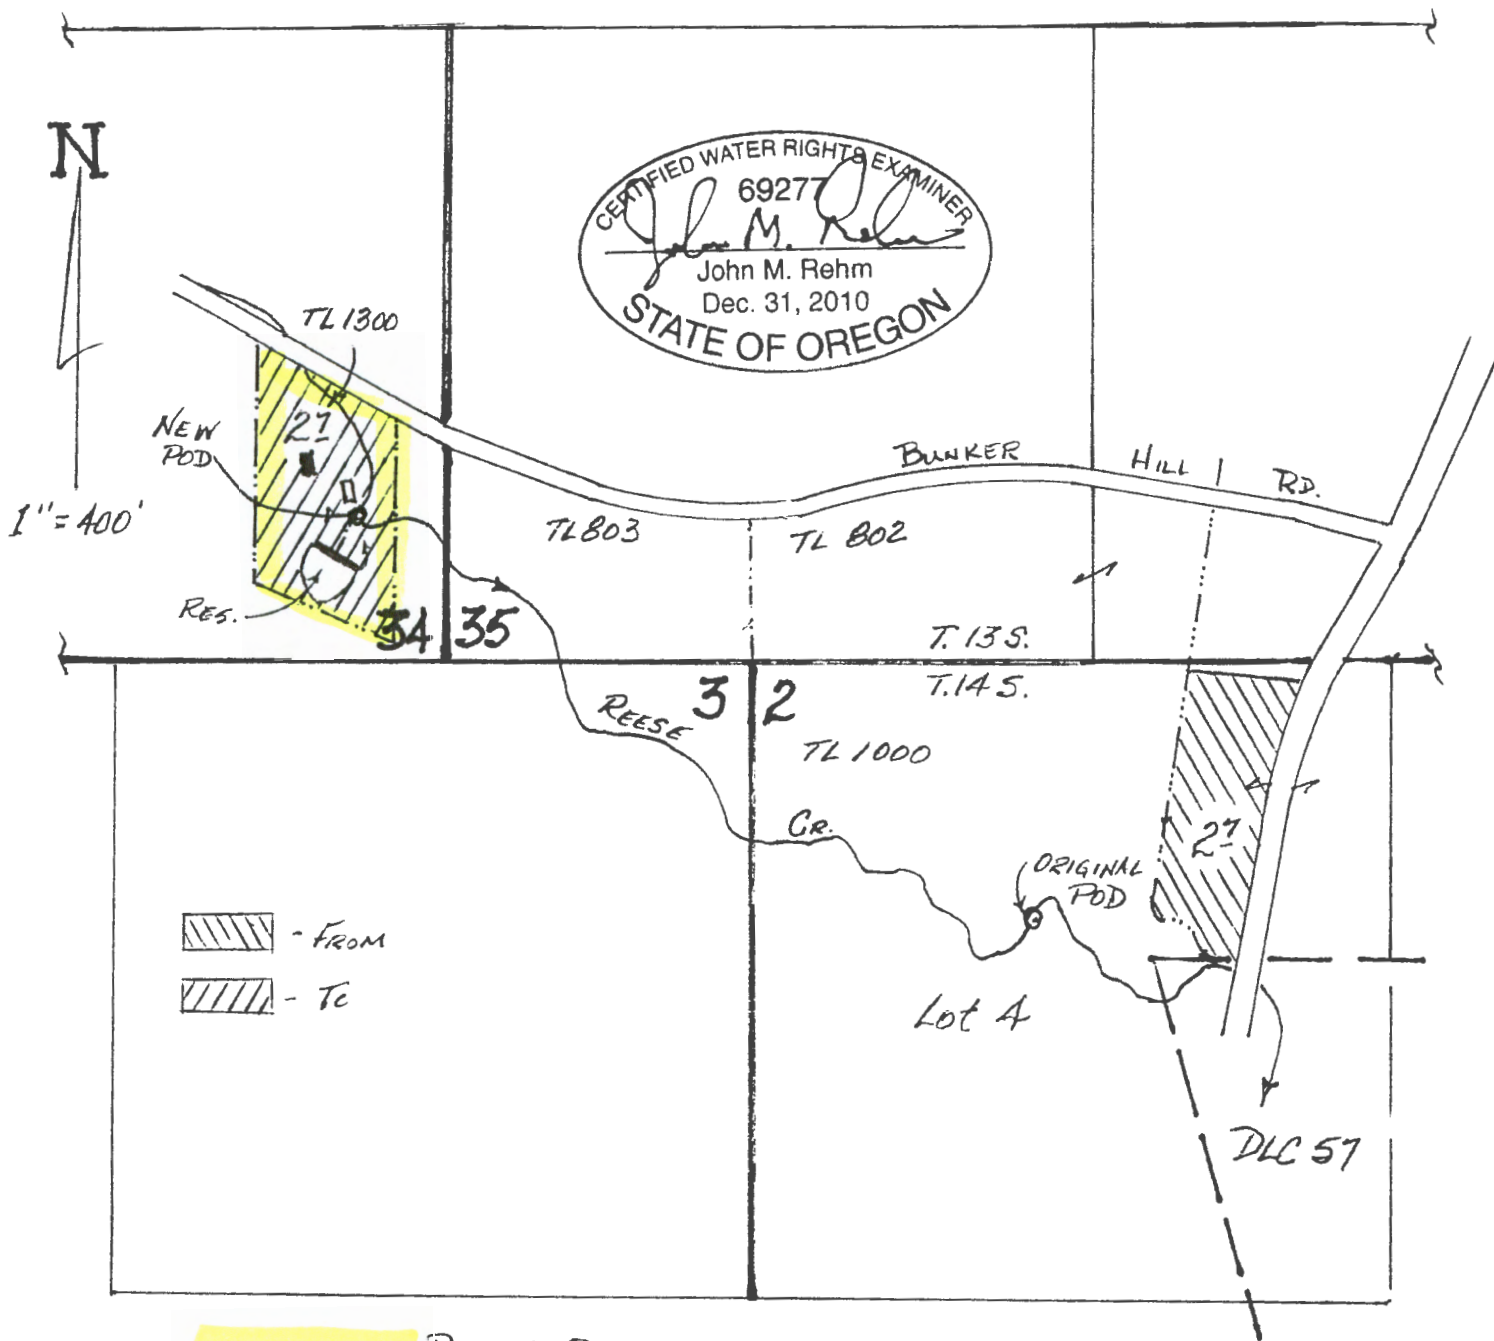 N
CERTIFIED WATER RIGHTS EXAMINER
69277
John M. Rehm
John M. Rehm
Dec. 31, 2010
STATE OF OREGON
TL 1300
NEW
POD
27
1" = 400'
RES.
34
35
BUNKER HILL RD.
TL 803
TL 802
T. 13 S.
T. 14 S.
3
2
REESE
CR.
TL 1000
27
ORIGINAL
POD
- FROM
- To
Lot 4
DLC 57